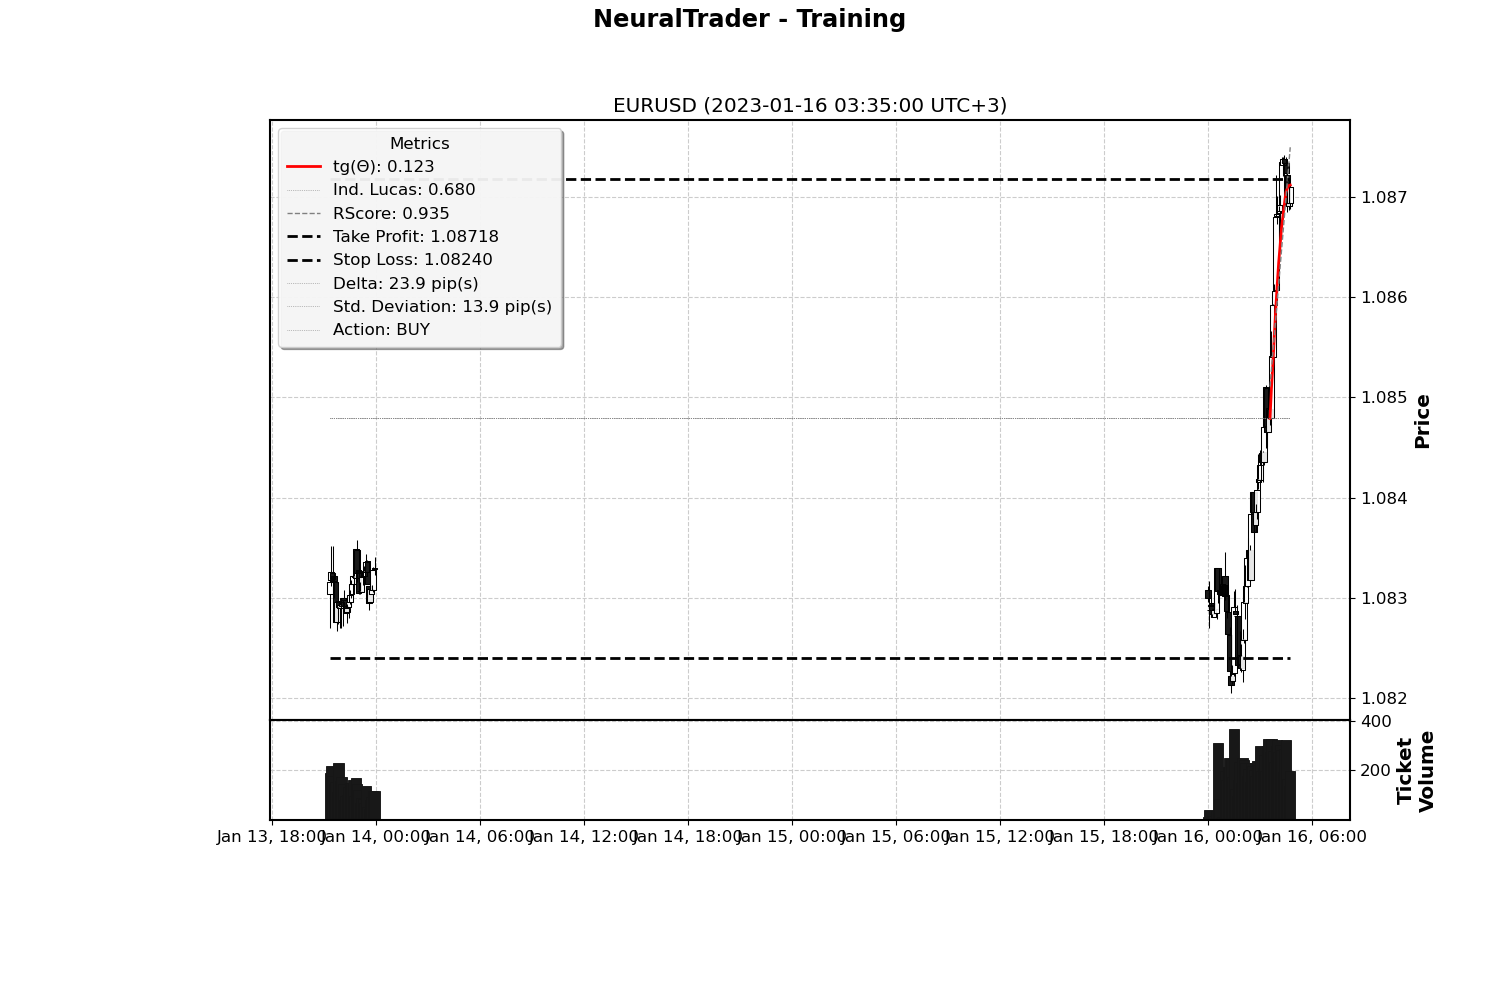 NeuralTrader - Training
EURUSD (2023-01-16 03:35:00 UTC+3)
Metrics
tg(Θ): 0.123
Ind. Lucas: 0.680
RScore: 0.935
Take Profit: 1.08718
Stop Loss: 1.08240
Delta: 23.9 pip(s)
Std. Deviation: 13.9 pip(s)
Action: BUY
1.087
1.086
1.085
1.084
1.083
1.082
Price
400
200
Ticket
Volume
Jan 13, 18:00
Jan 14, 00:00
Jan 14, 06:00
Jan 14, 12:00
Jan 14, 18:00
Jan 15, 00:00
Jan 15, 06:00
Jan 15, 12:00
Jan 15, 18:00
Jan 16, 00:00
Jan 16, 06:00